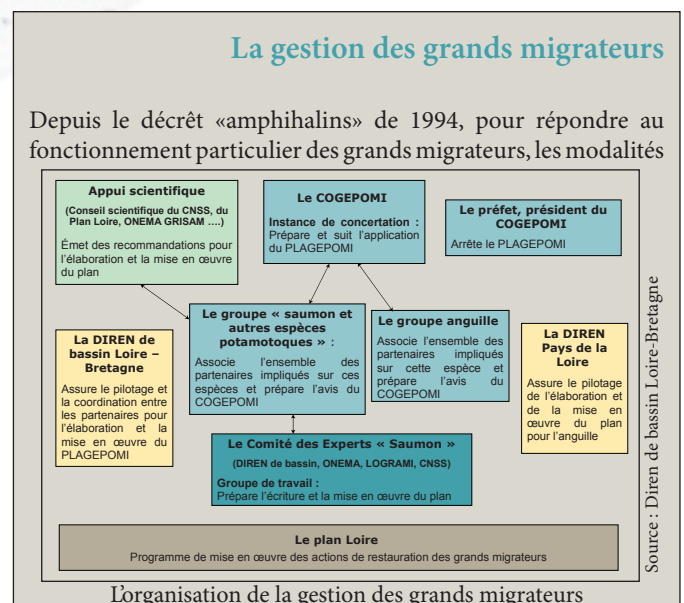 La gestion des grands migrateurs
Depuis le décrêt «amphihalins» de 1994, pour répondre au
fonctionnement particulier des grands migrateurs, les modalités
Appui scientifique
(Conseil scientifique du CNSS, du
Plan Loire, ONEMA GRISAM ....)
Émet des recommandations pour
l'élaboration et la mise en œuvre
du plan
Le COGEPOMI
Instance de concertation :
Prépare et suit l'application
du PLAGEPOMI
Le préfet, président du
COGEPOMI
Arrête le PLAGEPOMI
La DIREN de
bassin Loire –
Bretagne
Assure le pilotage et
la coordination entre
les partenaires pour
l'élaboration et la
mise en œuvre du
PLAGEPOMI
Le groupe « saumon et
autres espèces
potamotoques » :
Associe l'ensemble des
partenaires impliqués sur ces
espèces et prépare l'avis du
COGEPOMI
Le groupe anguille
Associe l'ensemble des
partenaires impliqués
sur cette espèce et
prépare l'avis du
COGEPOMI
La DIREN
Pays de la
Loire
Assure le pilotage
de l'élaboration et
de la mise en
œuvre du plan
pour l'anguille
Le Comité des Experts « Saumon »
(DIREN de bassin, ONEMA, LOGRAMI, CNSS)
Groupe de travail :
Prépare l'écriture et la mise en œuvre du plan
Le plan Loire
Programme de mise en œuvre des actions de restauration des grands migrateurs
Source : Diren de bassin Loire-Bretagne
L'organisation de la gestion des grands migrateurs